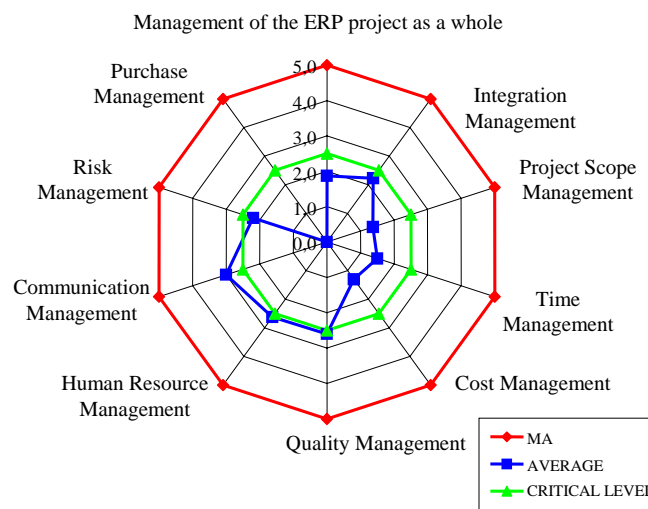 Management of the ERP project as a whole
5,0
4,0
3,0
2,0
1,0
0,0
Purchase
Management
Integration
Management
Risk
Management
Project Scope
Management
Communication
Management
Time
Management
Human Resource
Management
Cost Management
Quality Management
MA
AVERAGE
CRITICAL LEVEL